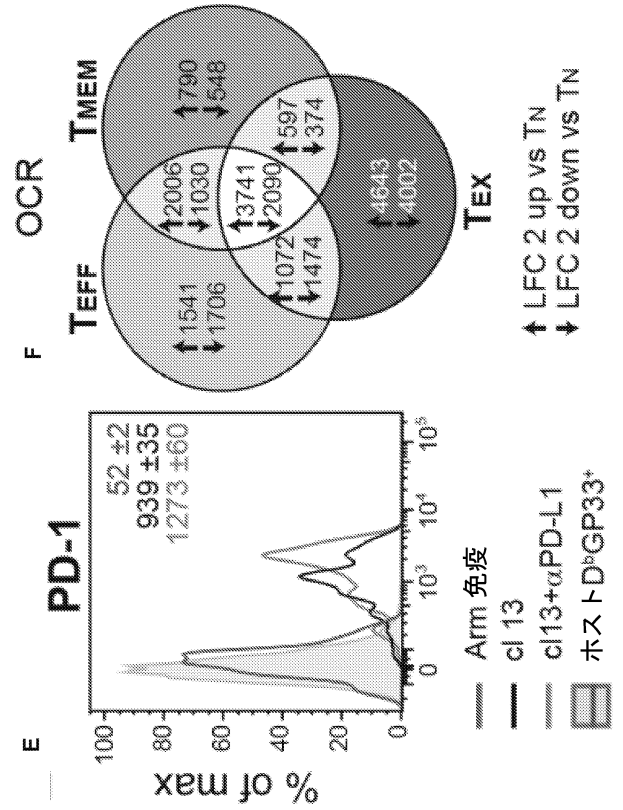 E
PD-1
% of max
100
80
60
40
20
0
0
10³
10⁴
10⁵
52 ±2
939 ±35
1273 ±60
Arm 免疫
cl 13
cl13+αPD-L1
ホストDᵇGP33⁺
F
OCR
TEFF
TMEM
TEX
↑1541
↓1706
↑2006
↓1030
↑790
↓548
↑3741
↓2090
↑1072
↓1474
↑597
↓374
↑4643
↓4002
↑ LFC 2 up vs TN
↓ LFC 2 down vs TN